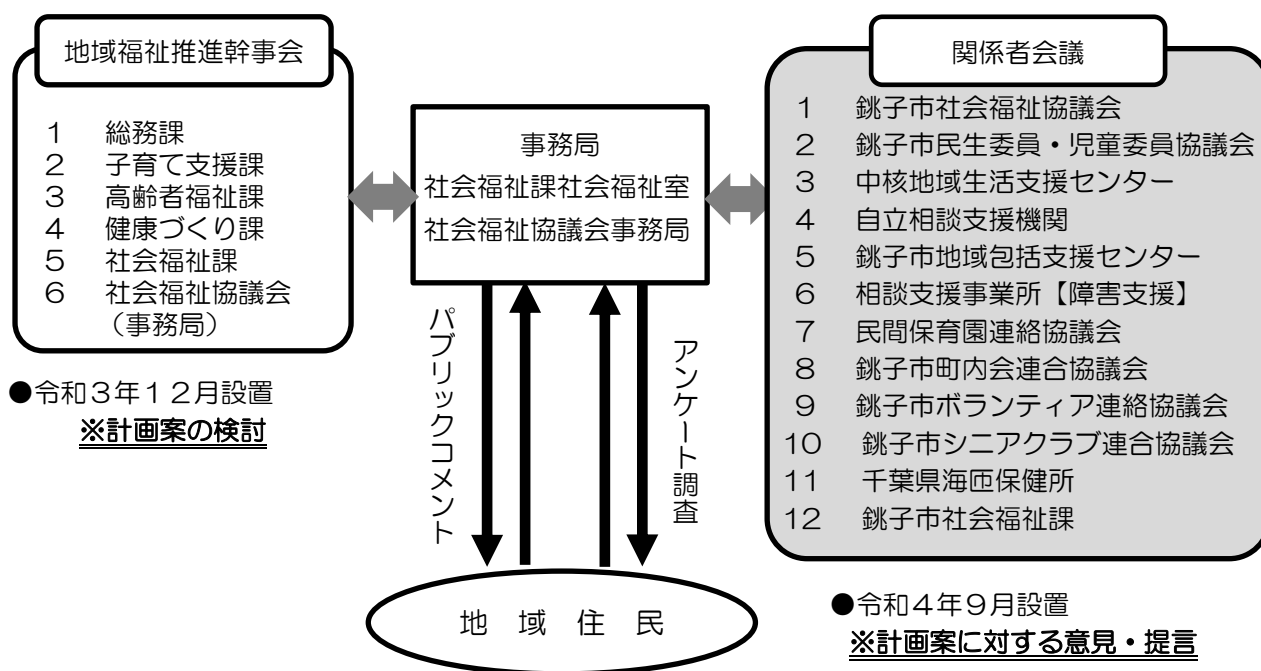 地域福祉推進幹事会
1 総務課
2 子育て支援課
3 高齢者福祉課
4 健康づくり課
5 社会福祉課
6 社会福祉協議会
（事務局）
●令和３年１２月設置
※計画案の検討
事務局
社会福祉課社会福祉室
社会福祉協議会事務局
パブリックコメント
アンケート調査
地 域 住 民
関係者会議
1 銚子市社会福祉協議会
2 銚子市民生委員・児童委員協議会
3 中核地域生活支援センター
4 自立相談支援機関
5 銚子市地域包括支援センター
6 相談支援事業所【障害支援】
7 民間保育園連絡協議会
8 銚子市町内会連合協議会
9 銚子市ボランティア連絡協議会
10 銚子市シニアクラブ連合協議会
11 千葉県海匝保健所
12 銚子市社会福祉課
●令和４年９月設置
※計画案に対する意見・提言